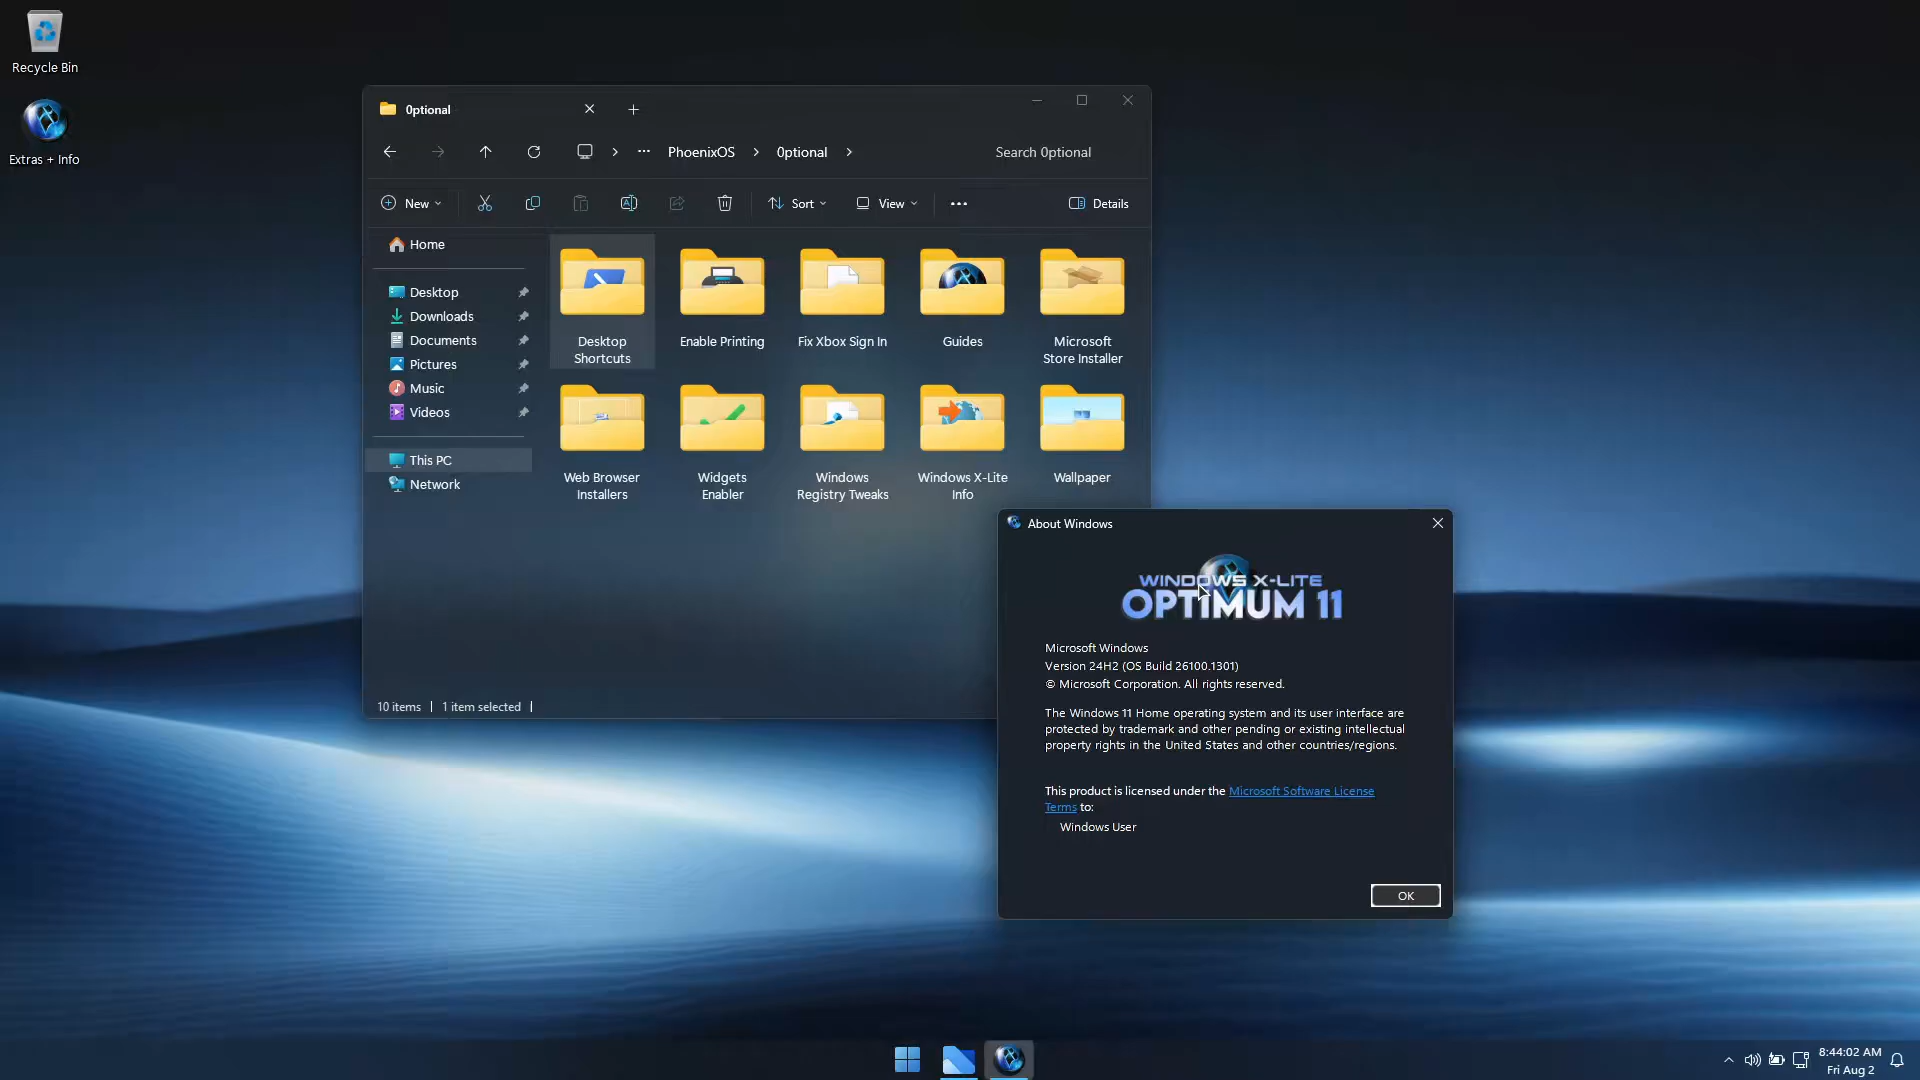 Recycle Bin
Extras + Info
0ptional
PhoenixOS
0ptional
Search 0ptional
New
Sort
View
Details
Home
Desktop
Downloads
Documents
Pictures
Music
Videos
This PC
Network
Desktop
Shortcuts
Enable Printing
Fix Xbox Sign In
Guides
Microsoft
Store Installer
Web Browser
Installers
Widgets
Enabler
Windows
Registry Tweaks
Windows X-Lite
Info
Wallpaper
10 items
1 item selected
About Windows
WINDOWS X-LITE
OPTIMUM 11
Microsoft Windows
Version 24H2 (OS Build 26100.1301)
© Microsoft Corporation. All rights reserved.
The Windows 11 Home operating system and its user interface are
protected by trademark and other pending or existing intellectual
property rights in the United States and other countries/regions.
This product is licensed under the Microsoft Software License
Terms to:
Windows User
OK
8:44:02 AM
Fri Aug 2